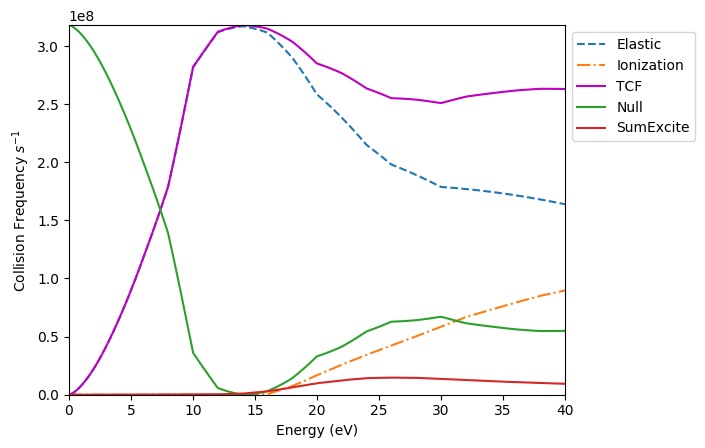 1e8
3.0
2.5
2.0
1.5
1.0
0.5
0.0
Collision Frequency s⁻¹
0 5 10 15 20 25 30 35 40
Energy (eV)
Elastic
Ionization
TCF
Null
SumExcite